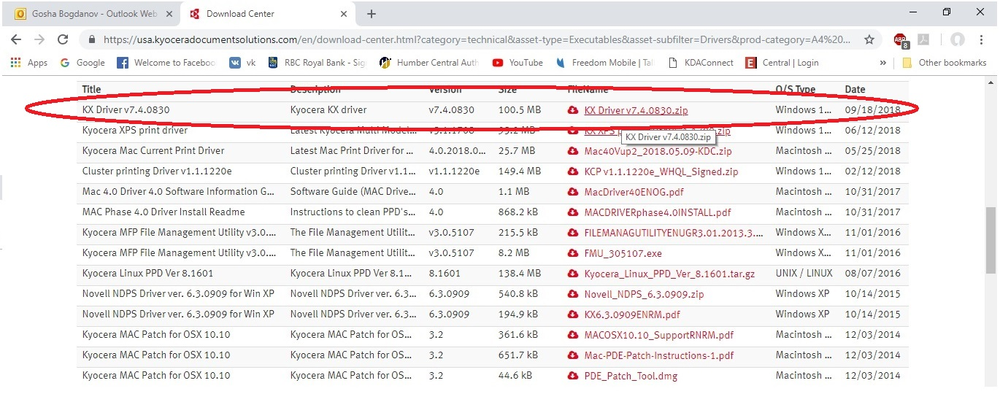 Gosha Bogdanov - Outlook Web
Download Center
https://usa.kyoceradocumentsolutions.com/en/download-center.html?category=technical&asset-type=Executables&asset-subfilter=Drivers&prod-category=A4%20...
ABP 8
Apps Google Welcome to Faceboo vk RBC Royal Bank - Sig Humber Central Auth YouTube Freedom Mobile | Tal KDAConnect Central | Login » Other bookmarks
Title Description Version Size FileName O/S Type Date
KX Driver v7.4.0830 Kyocera KX driver v7.4.0830 100.5 MB KX Driver v7.4.0830.zip Windows 1... 09/18/2018
Kyocera XPS print driver Latest Kyocera Multi Model... MB KX XPS Windows 1... 06/12/2018
KX Driver v7.4.0830.zip
Kyocera Mac Current Print Driver Latest Mac Print Driver for ... 4.0.2018.0... 25.7 MB Mac40Vup2_2018.05.09-KDC.zip Macintosh ... 05/25/2018
Cluster printing Driver v1.1.1220e Cluster printing Driver v1.1... v1.1.1220e 149.4 MB KCP v1.1.1220e_WHQL_Signed.zip Windows 1... 02/12/2018
Mac 4.0 Driver 4.0 Software Information G... Software Guide (MAC Drive... 4.0 1.1 MB MacDriver40ENOG.pdf Macintosh ... 10/31/2017
MAC Phase 4.0 Driver Install Readme Instructions to clean PPD's... 4.0 868.2 kB MACDRIVERphase4.0INSTALL.pdf Macintosh ... 10/31/2017
Kyocera MFP File Management Utility v3.0.... The File Management Utilit... v3.0.5107 215.5 kB FILEMANAGUTILITYENUGR3.01.2013.3.... Windows X... 11/01/2016
Kyocera MFP File Management Utility v3.0.... The File Management Utilit... v3.0.5107 8.2 MB FMU_305107.exe Windows X... 11/01/2016
Kyocera Linux PPD Ver 8.1601 Kyocera Linux PPD Ver 8.1... 8.1601 138.4 MB Kyocera_Linux_PPD_Ver_8.1601.tar.gz UNIX / LINUX 08/07/2016
Novell NDPS Driver ver. 6.3.0909 for Win XP Novell NDPS Driver ver. 6.3... 6.3.0909 540.8 kB Novell_NDPS_6.3.0909.zip Windows XP 10/14/2015
Novell NDPS Driver ver. 6.3.0909 for Win XP Novell NDPS Driver ver. 6.3... 6.3.0909 194.9 kB KX6.3.0909ENRM.pdf Windows XP 10/14/2015
Kyocera MAC Patch for OSX 10.10 Kyocera MAC Patch for OS... 3.2 361.6 kB MACOSX10.10_SupportRNRM.pdf Macintosh ... 12/03/2014
Kyocera MAC Patch for OSX 10.10 Kyocera MAC Patch for OS... 3.2 651.7 kB Mac-PDE-Patch-Instructions-1.pdf Macintosh ... 12/03/2014
Kyocera MAC Patch for OSX 10.10 Kyocera MAC Patch for OS... 3.2 44.6 kB PDE_Patch_Tool.dmg Macintosh ... 12/03/2014